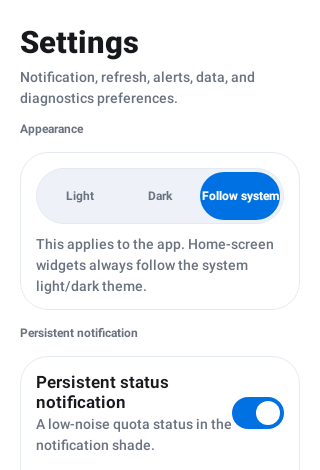 Settings
Notification, refresh, alerts, data, and
diagnostics preferences.
Appearance
Light Dark Follow system
This applies to the app. Home-screen
widgets always follow the system
light/dark theme.
Persistent notification
Persistent status
notification
A low-noise quota status in the
notification shade.